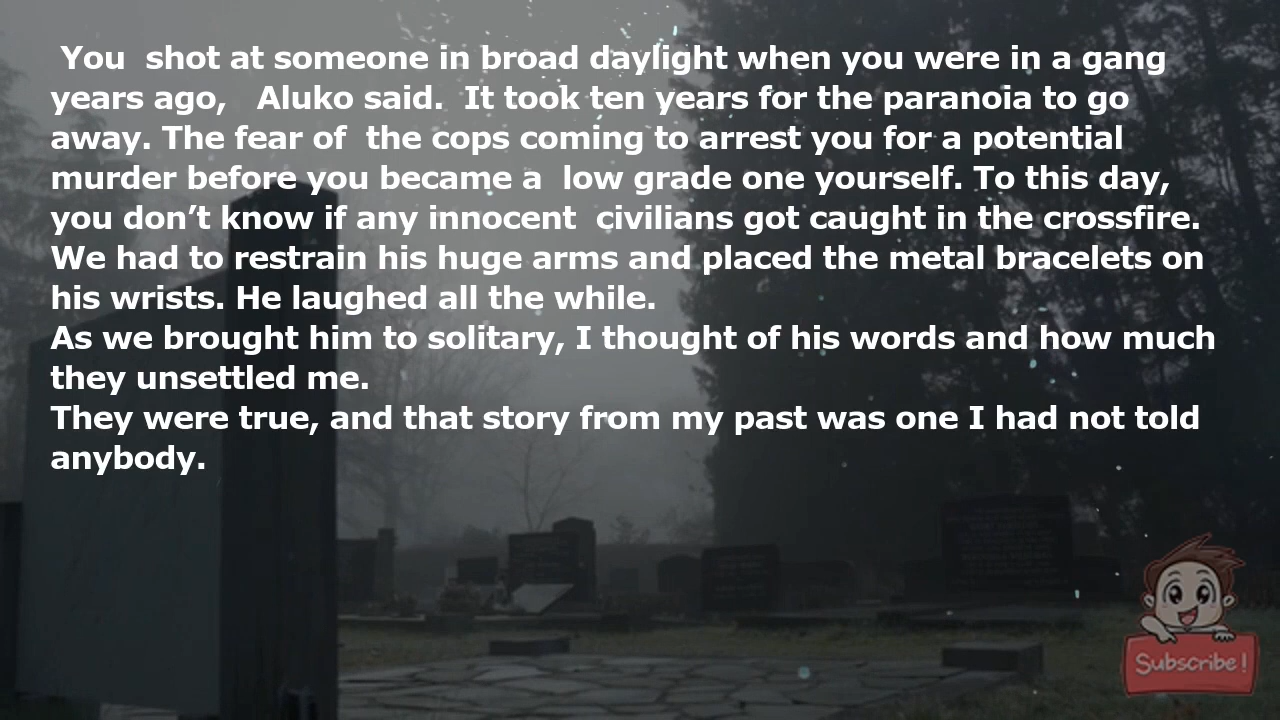 You shot at someone in broad daylight when you were in a gang
years ago, Aluko said. It took ten years for the paranoia to go
away. The fear of the cops coming to arrest you for a potential
murder before you became a low grade one yourself. To this day,
you don’t know if any innocent civilians got caught in the crossfire.
We had to restrain his huge arms and placed the metal bracelets on
his wrists. He laughed all the while.
As we brought him to solitary, I thought of his words and how much
they unsettled me.
They were true, and that story from my past was one I had not told
anybody.
Subscribe!